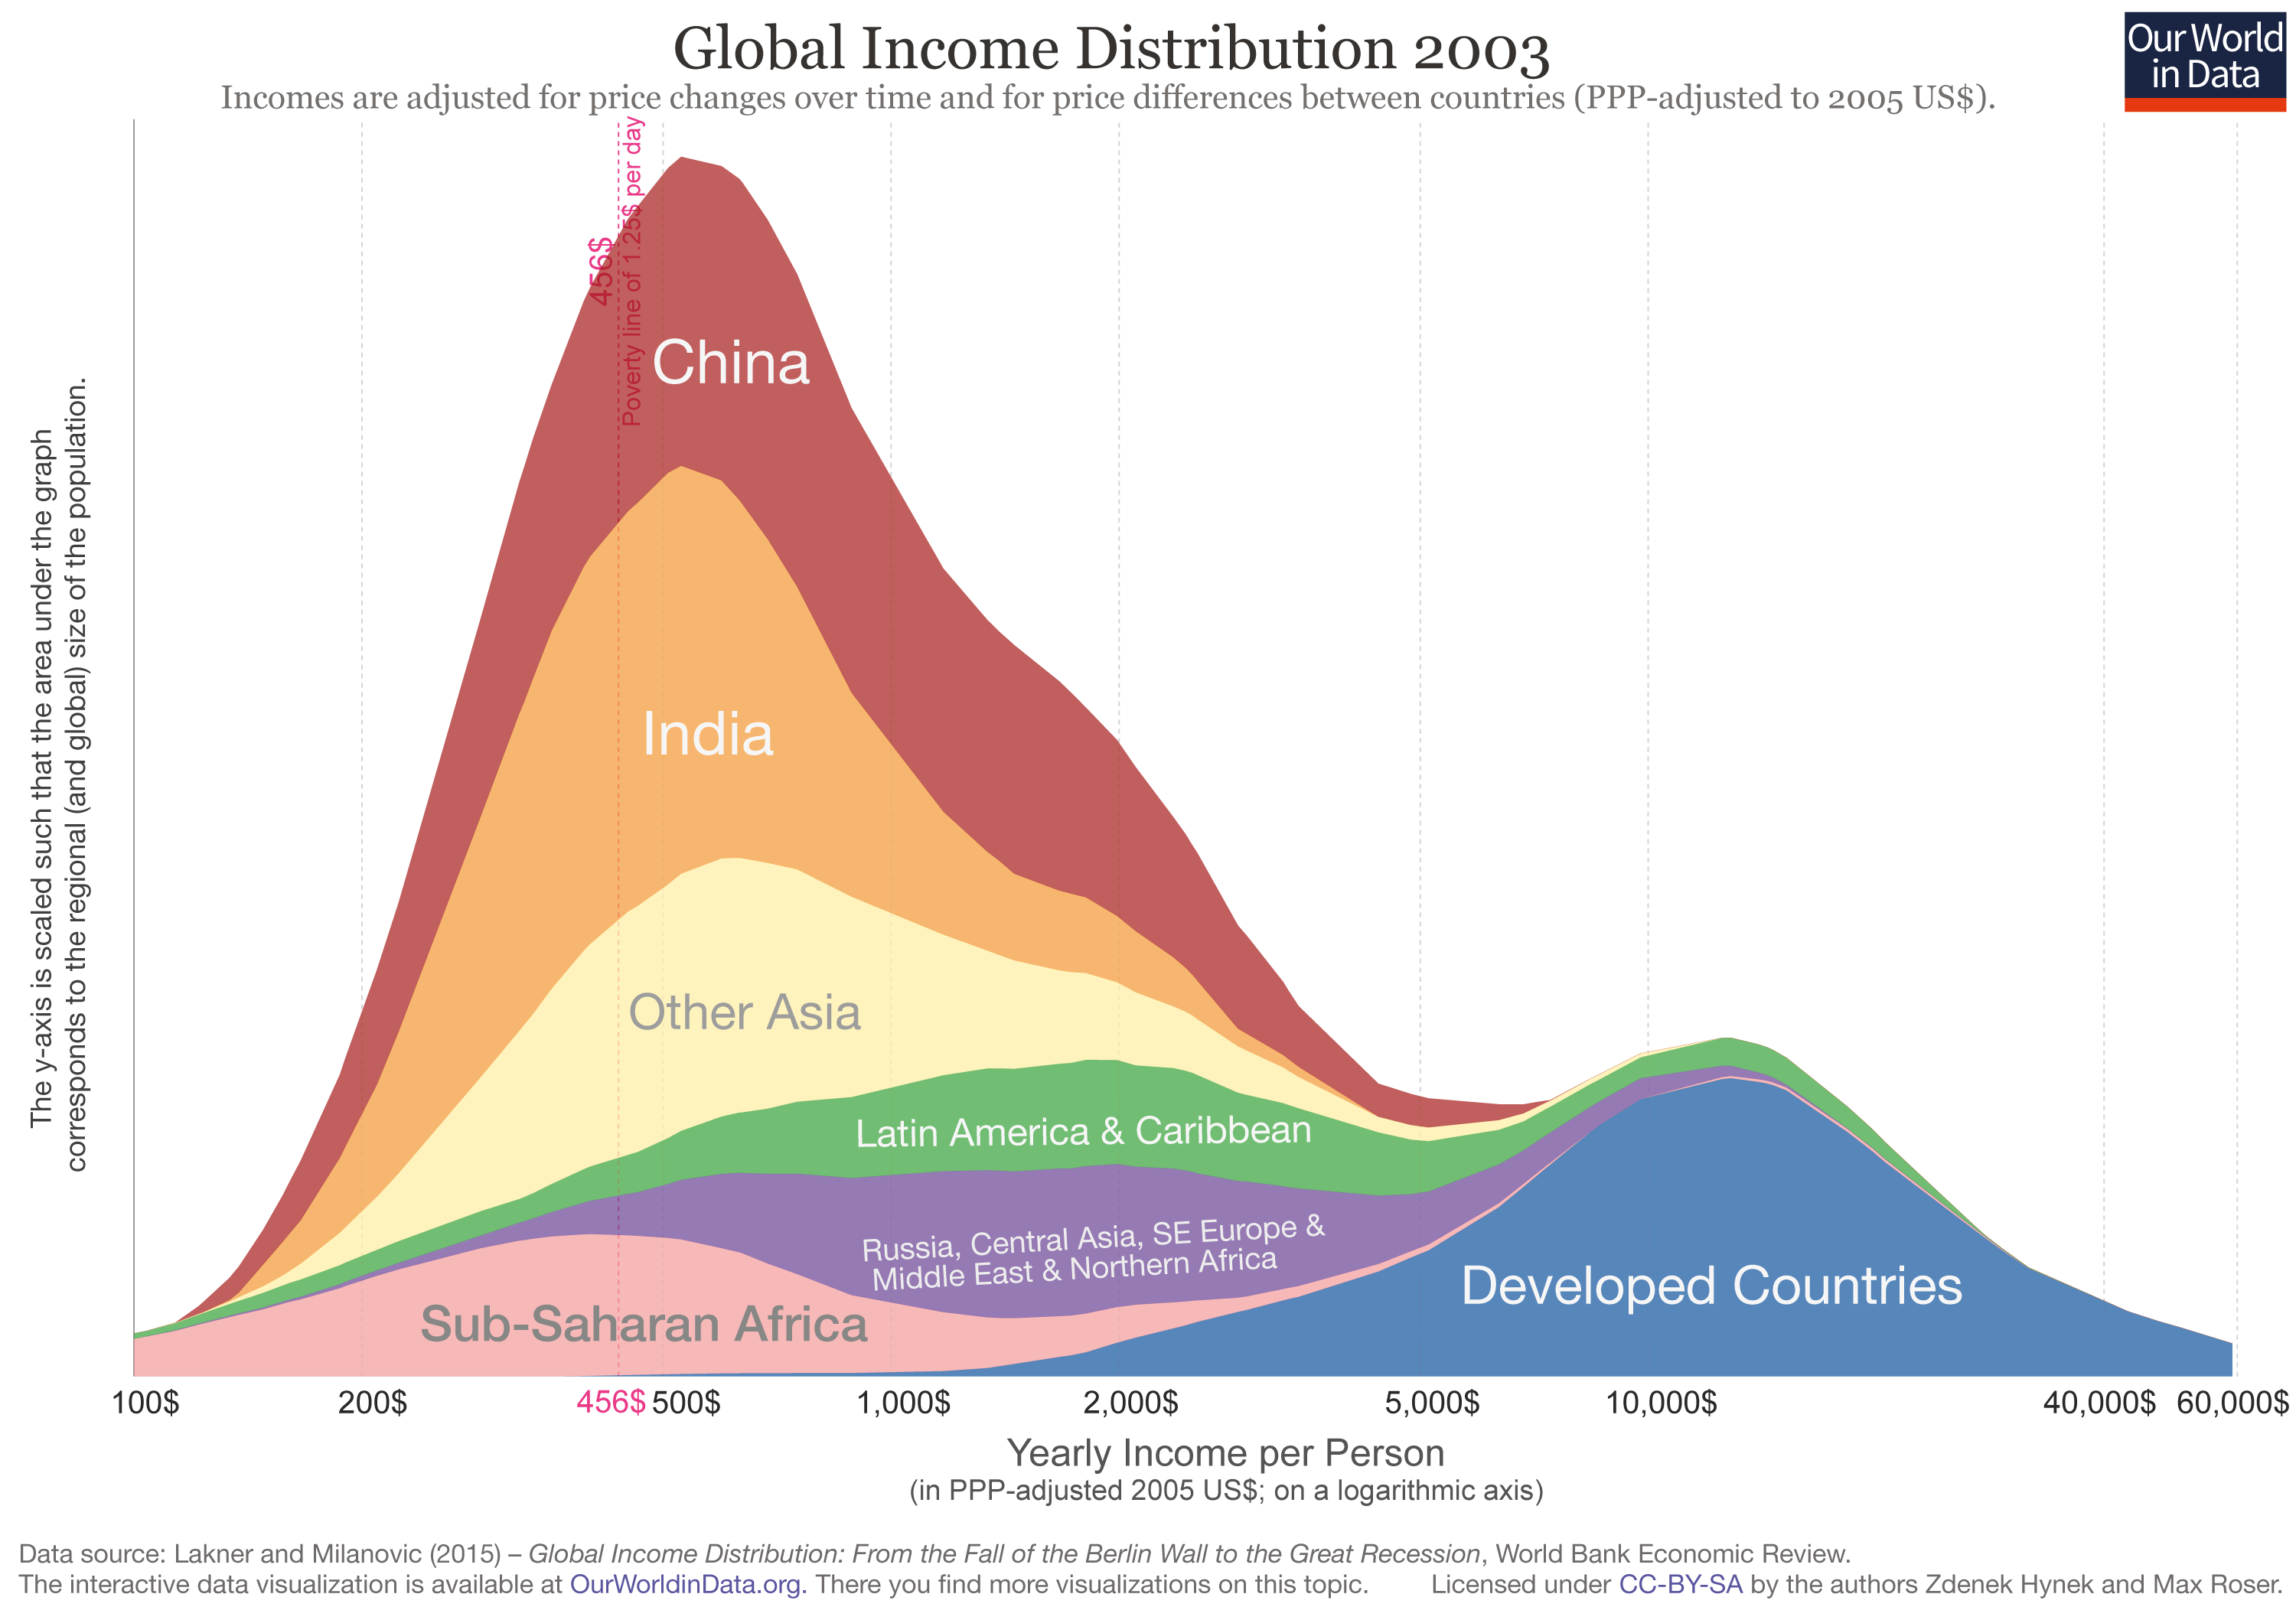 Global Income Distribution 2003
Incomes are adjusted for price changes over time and for price differences between countries (PPP-adjusted to 2005 US$).
Our World
in Data
The y-axis is scaled such that the area under the graph
corresponds to the regional (and global) size of the population.
456$
Poverty line of 1.25$ per day
China
India
Other Asia
Latin America & Caribbean
Russia, Central Asia, SE Europe &
Middle East & Northern Africa
Sub-Saharan Africa
Developed Countries
100$ 200$ 456$ 500$ 1,000$ 2,000$ 5,000$ 10,000$ 40,000$ 60,000$
Yearly Income per Person
(in PPP-adjusted 2005 US$; on a logarithmic axis)
Data source: Lakner and Milanovic (2015) – Global Income Distribution: From the Fall of the Berlin Wall to the Great Recession, World Bank Economic Review.
The interactive data visualization is available at OurWorldinData.org. There you find more visualizations on this topic. Licensed under CC-BY-SA by the authors Zdenek Hynek and Max Roser.